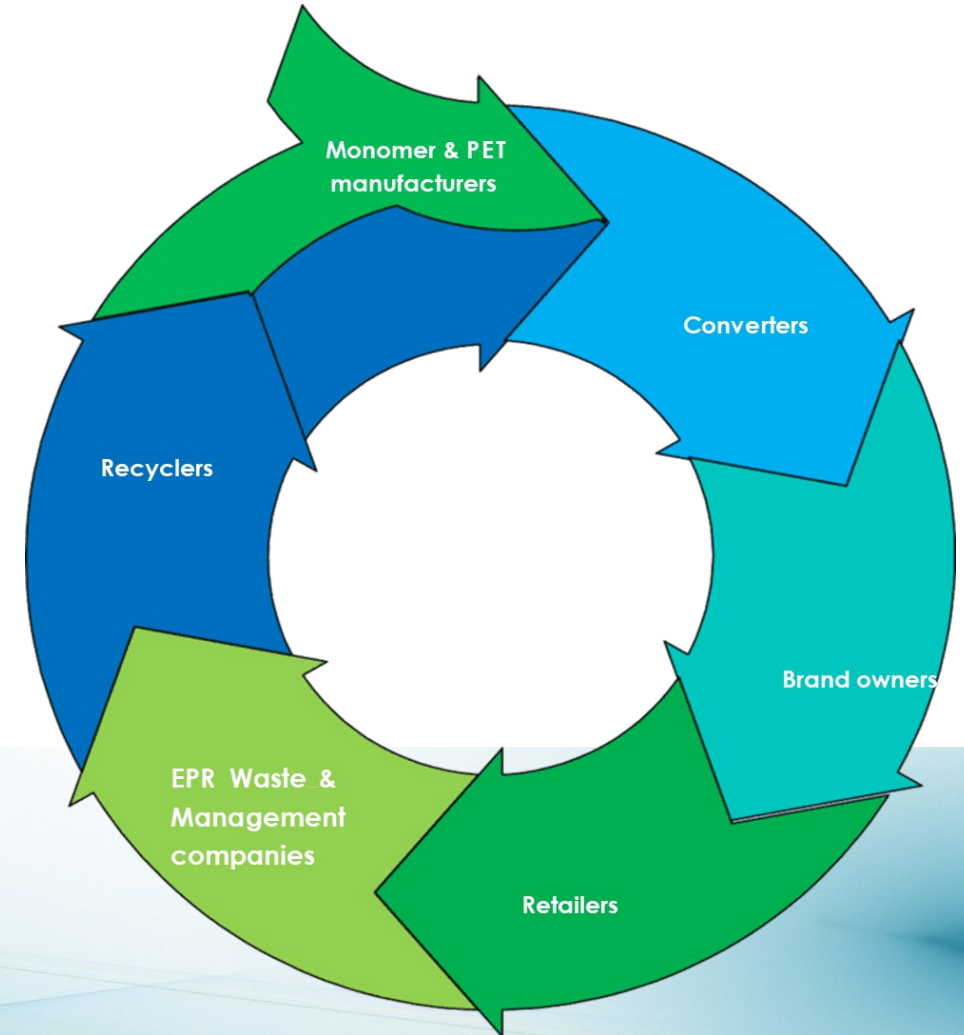 Monomer & PET
manufacturers
Converters
Brand owners
Retailers
EPR Waste &
Management
companies
Recyclers